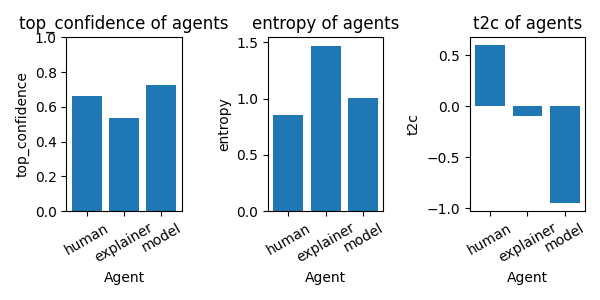 top_confidence of agents
top_confidence
1.0
0.8
0.6
0.4
0.2
0.0
human
explainer
model
Agent
entropy of agents
entropy
1.5
1.0
0.5
0.0
human
explainer
model
Agent
t2c of agents
t2c
0.5
0.0
−0.5
−1.0
human
explainer
model
Agent